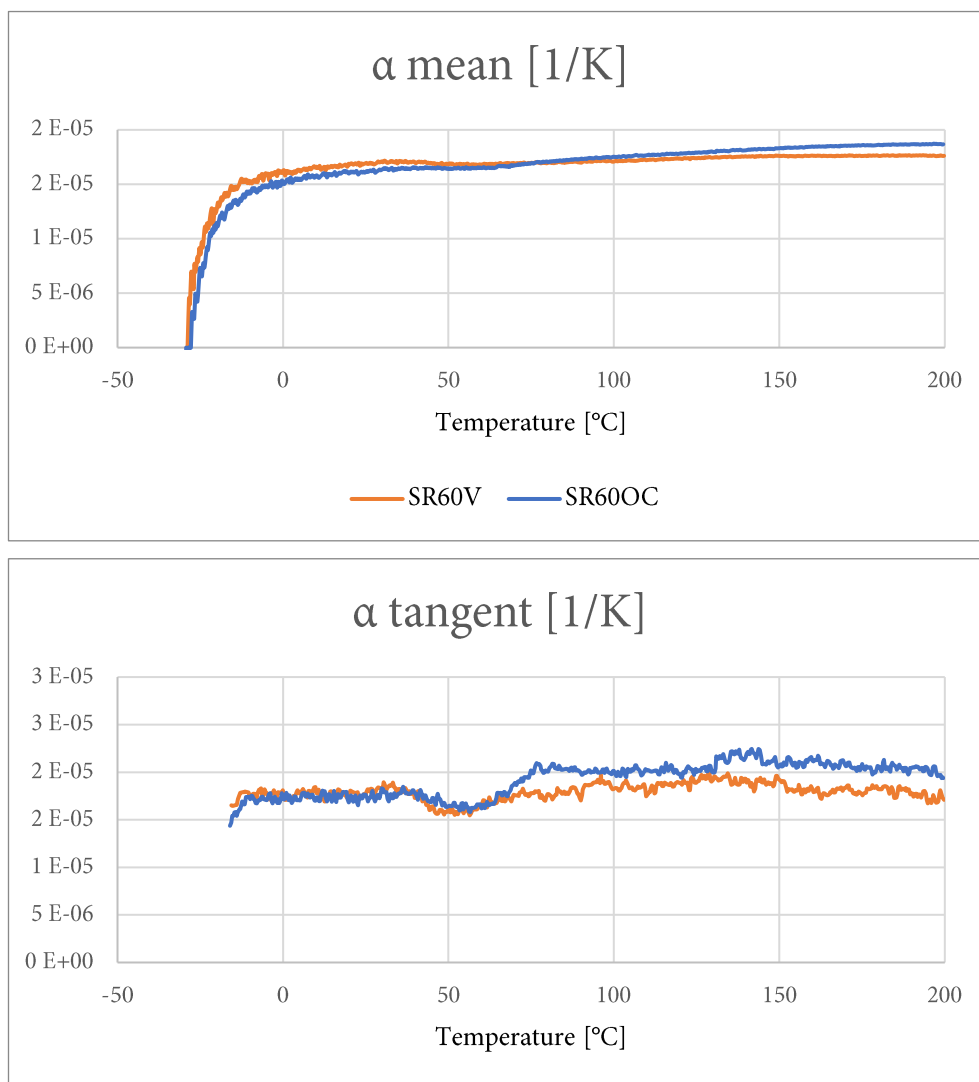 α mean [1/K]
2 E-05
2 E-05
1 E-05
5 E-06
0 E+00
-50 0 50 100 150 200
Temperature [°C]
SR60V SR60OC
α tangent [1/K]
3 E-05
3 E-05
2 E-05
2 E-05
1 E-05
5 E-06
0 E+00
-50 0 50 100 150 200
Temperature [°C]